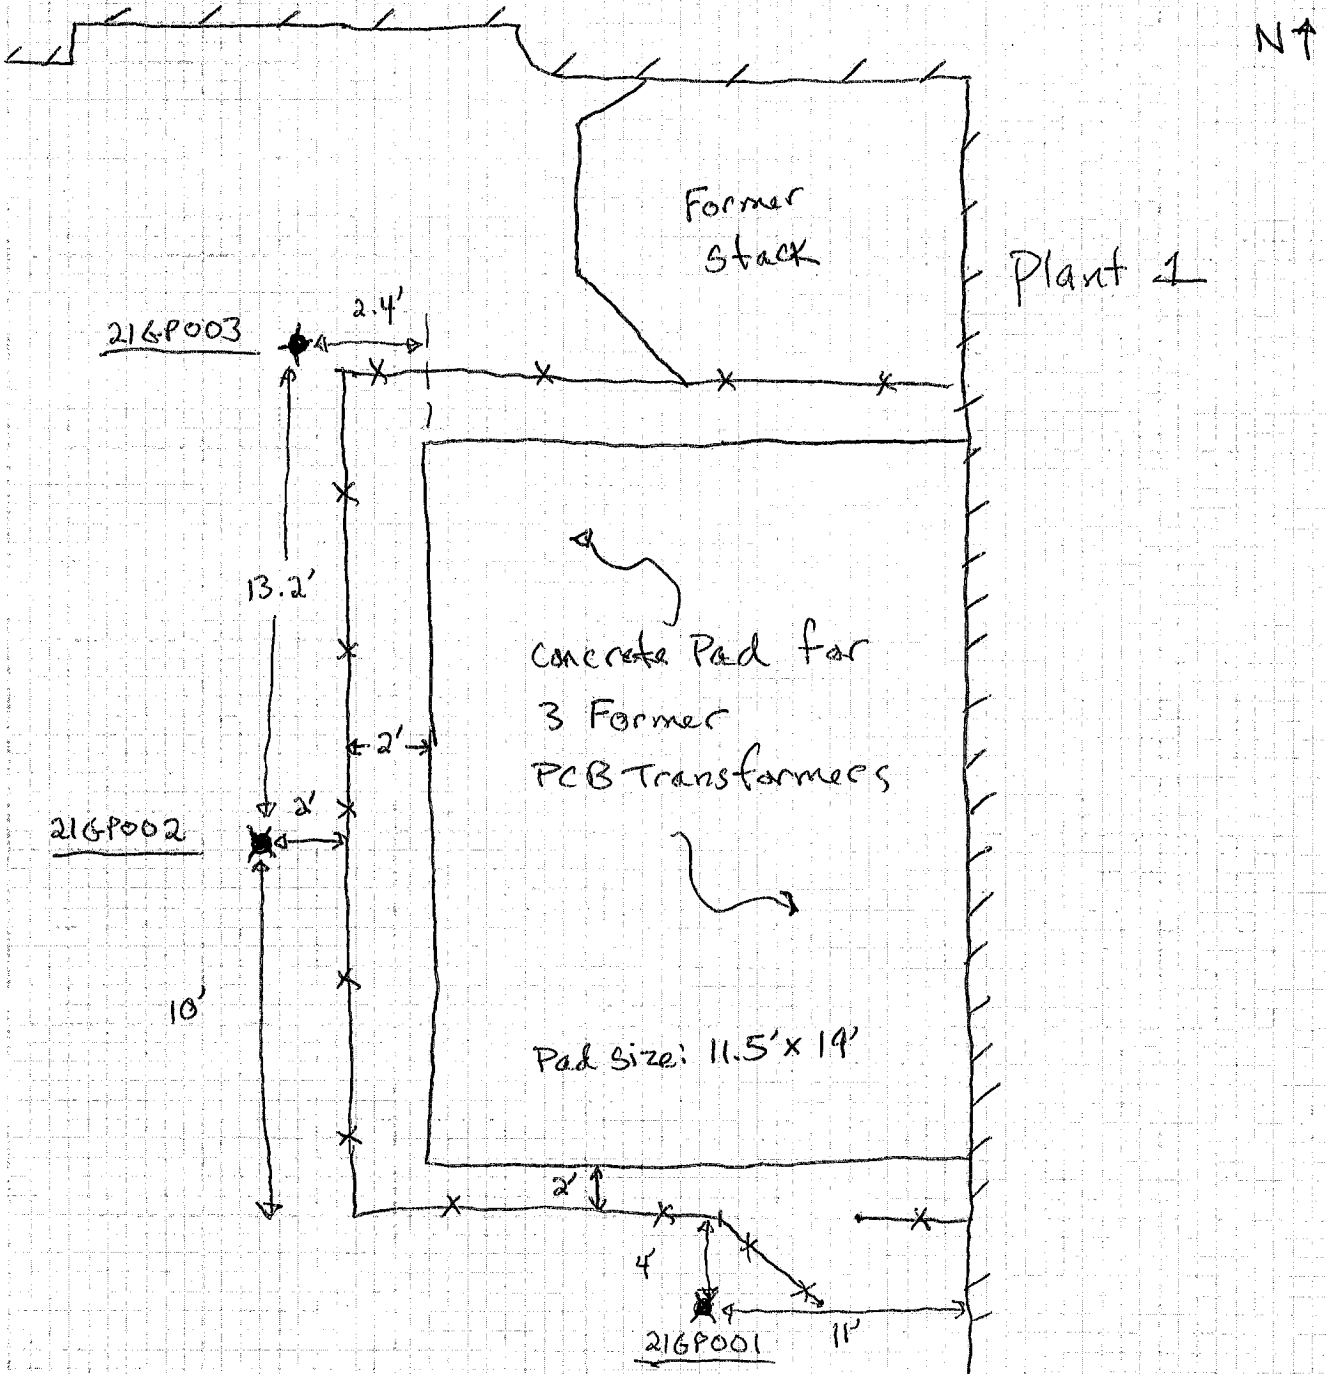 N
Former
stack
Plant 1
2.4'
21GP003
13.2'
Concrete Pad for
3 Former
PCB Transformers
2'
2'
21GP002
10'
Pad size: 11.5' x 19'
2'
4'
11'
21GP001